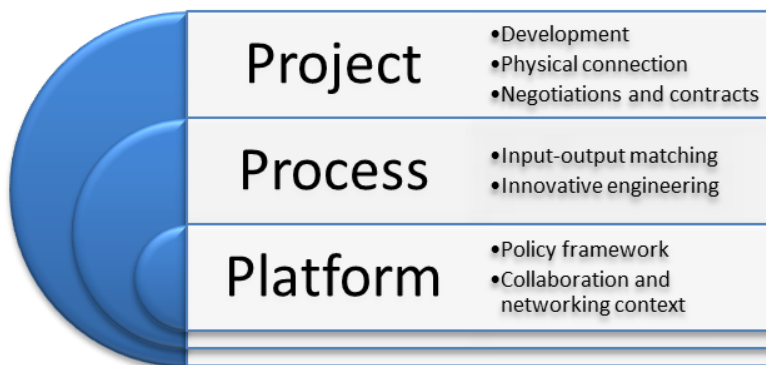 Project
•Development
•Physical connection
•Negotiations and contracts
Process
•Input-output matching
•Innovative engineering
Platform
•Policy framework
•Collaboration and
networking context